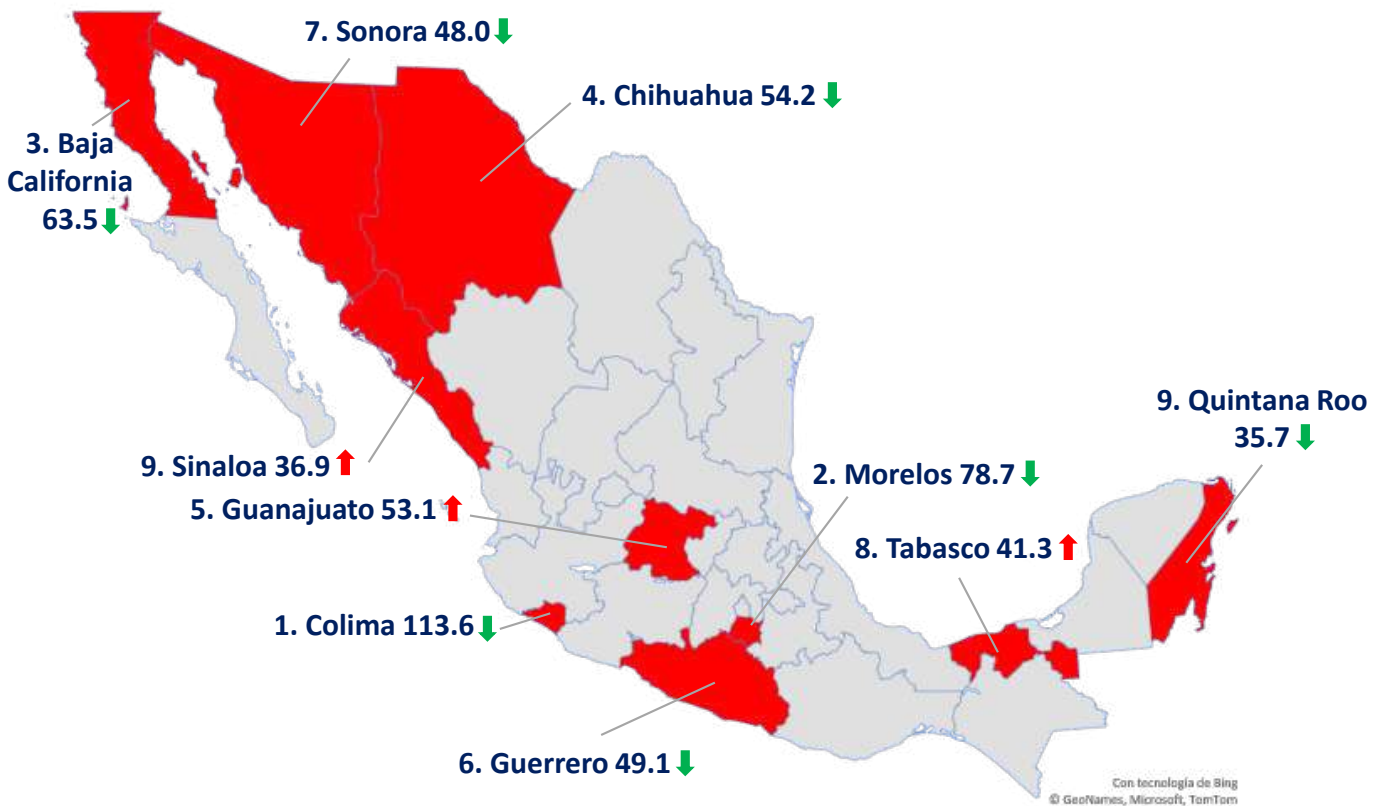 7. Sonora 48.0
4. Chihuahua 54.2
3. Baja
California
63.5
9. Quintana Roo
35.7
9. Sinaloa 36.9
2. Morelos 78.7
5. Guanajuato 53.1
8. Tabasco 41.3
1. Colima 113.6
6. Guerrero 49.1
Con tecnología de Bing
© GeoNames, Microsoft, TomTom